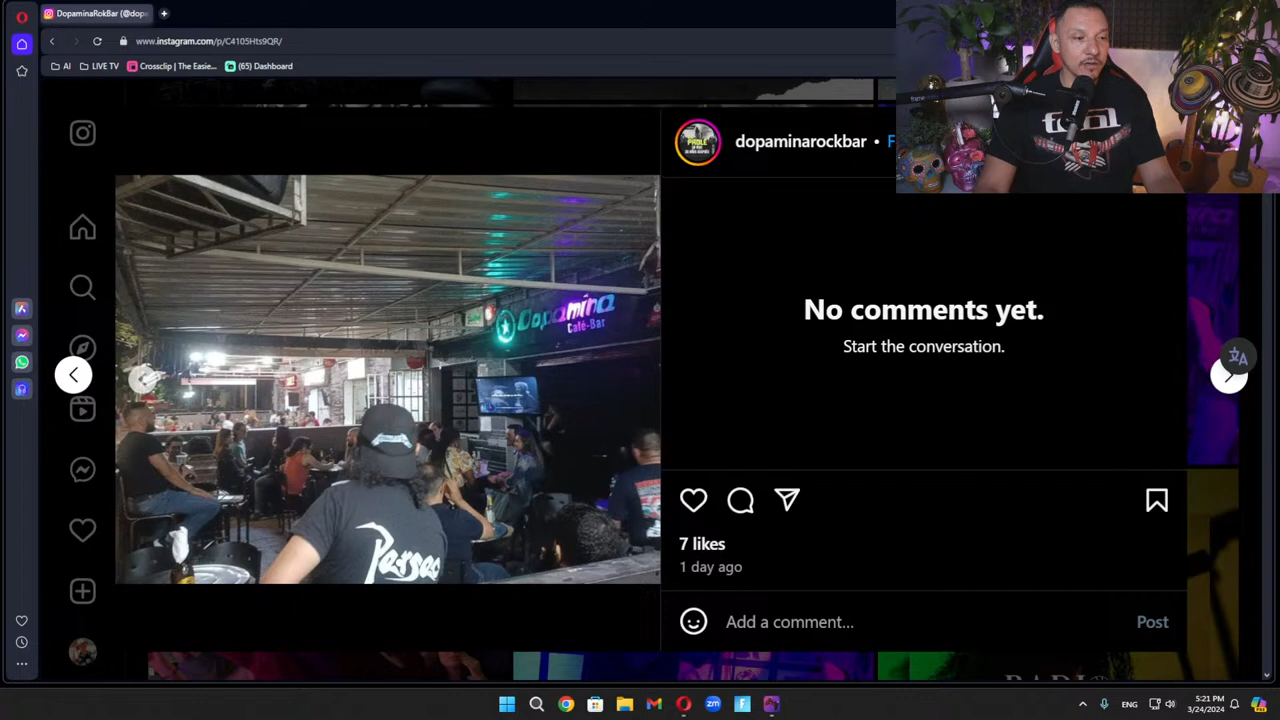 DopaminaRokBar (@dop
www.instagram.com/p/C4105Hts9QR/
AI
LIVE TV
Crossclip | The Easie...
(65) Dashboard
frame
dopaminarockbar •
No comments yet.
Start the conversation.
Dopamina
Café-Bar
7 likes
1 day ago
Add a comment...
Post
ENG
5:21 PM
3/24/2024